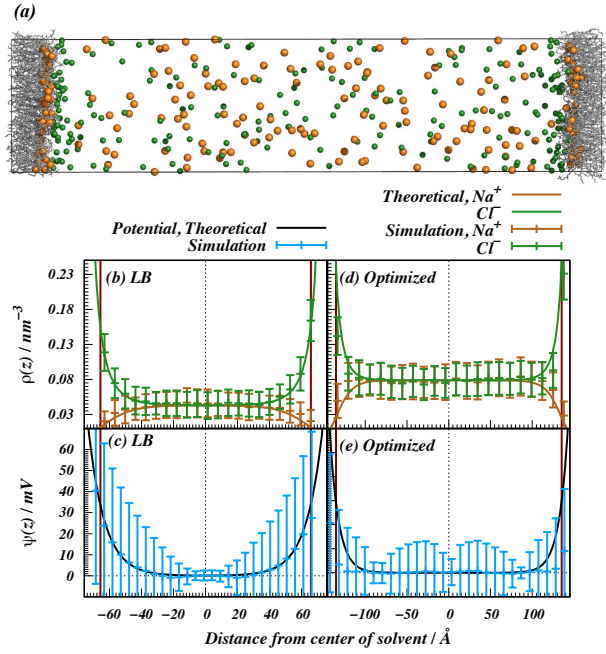 (a)
Theoretical, Na+
Cl−
Potential, Theoretical
Simulation, Na+
Simulation
Cl−
(b) LB
(d) Optimized
0.23
0.18
0.13
0.08
0.03
ρ(z) / nm−3
(c) LB
(e) Optimized
60
50
40
30
20
10
0
ψ(z) / mV
−60 −40 −20 0 20 40 60
−100 −50 0 50 100
Distance from center of solvent / Å